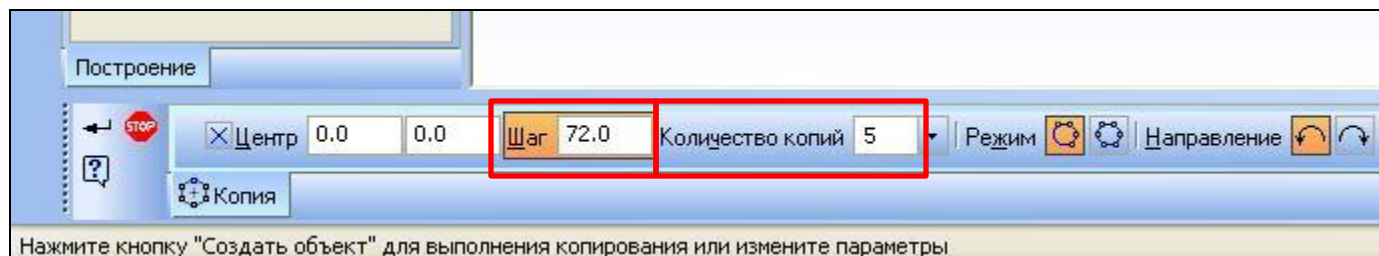 Построение
STOP Центр 0.0 0.0 Шаг 72.0 Количество копий 5 Режим Направление
?
Копия
Нажмите кнопку "Создать объект" для выполнения копирования или измените параметры